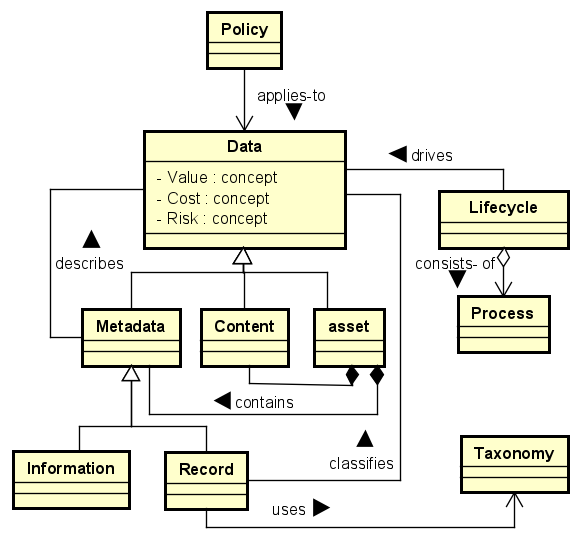 Policy
applies-to
Data
- Value : concept
- Cost : concept
- Risk : concept
drives
Lifecycle
describes
consists- of
Process
Metadata
Content
asset
contains
Information
Record
classifies
Taxonomy
uses